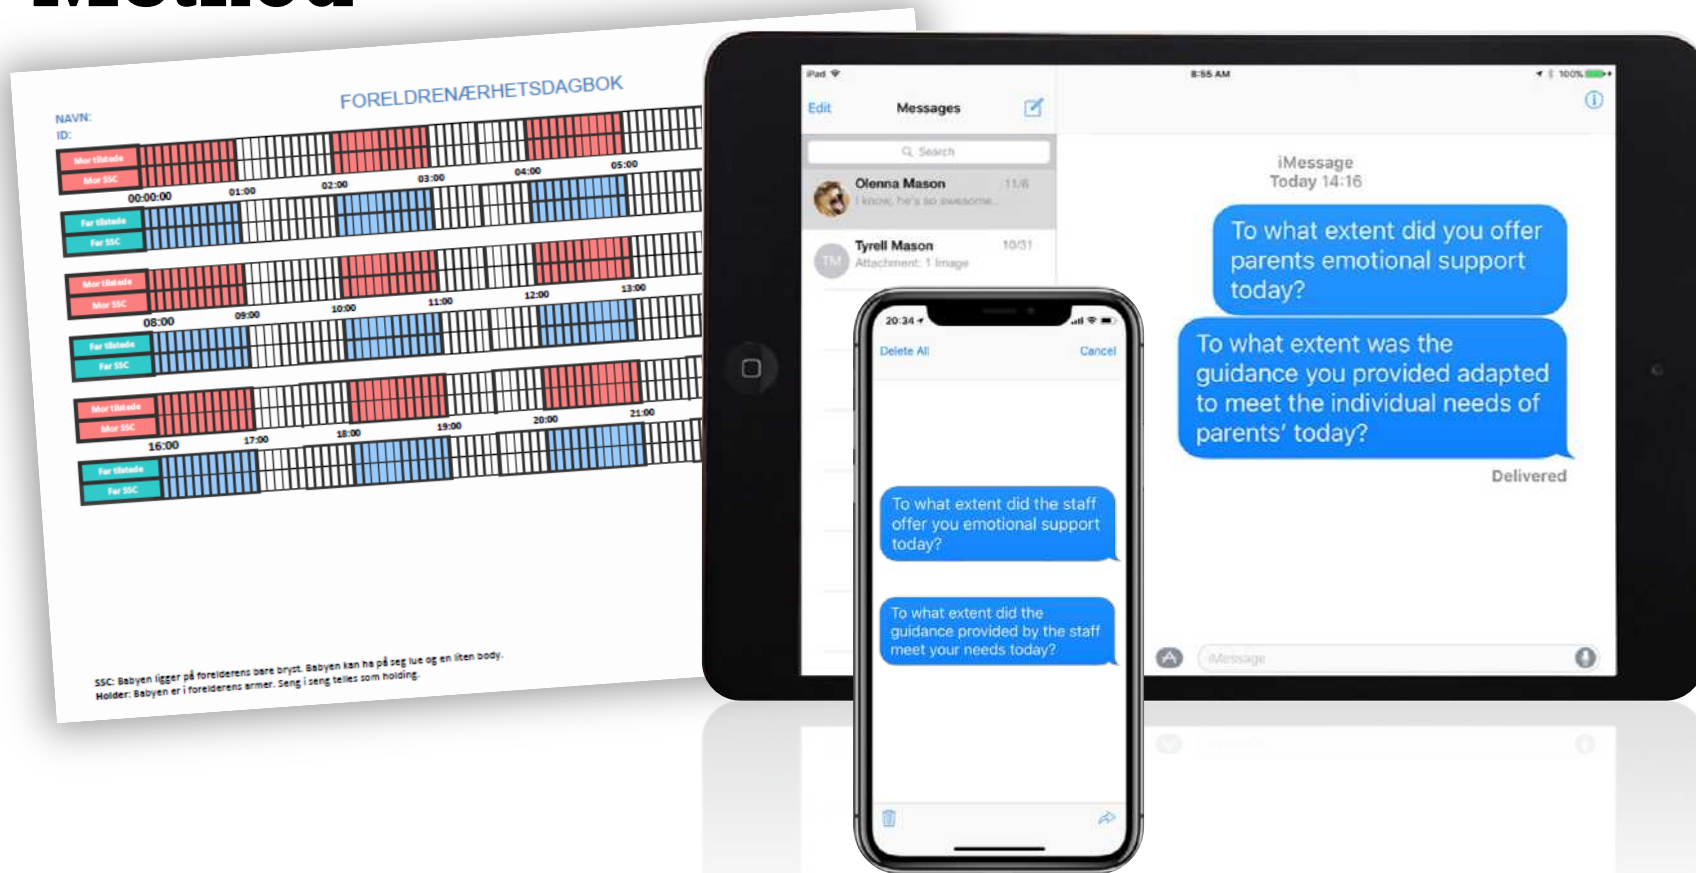 Method
FORELDRENÆRHETSDAGBOK
NAVN:
ID:
Mor tilstede
Mor SSC
00:00:00 01:00 02:00 03:00 04:00 05:00
Far tilstede
Far SSC
Mor tilstede
Mor SSC
08:00 09:00 10:00 11:00 12:00 13:00
Far tilstede
Far SSC
Mor tilstede
Mor SSC
16:00 17:00 18:00 19:00 20:00 21:00
Far tilstede
Far SSC
SSC: Babyen ligger på forelderens bare bryst. Babyen kan ha på seg lue og en liten body.
Holder: Babyen er i forelderens armer. Seng i seng telles som holding.
iPad 8:55 AM 100%
Edit Messages
Search
Olenna Mason 11/6
I know, he's so awesome...
TM Tyrell Mason 10/31
Attachment: 1 Image
iMessage
Today 14:16
To what extent did you offer
parents emotional support
today?
To what extent was the
guidance you provided adapted
to meet the individual needs of
parents' today?
Delivered
iMessage
20:34
Delete All Cancel
To what extent did the staff
offer you emotional support
today?
To what extent did the
guidance provided by the staff
meet your needs today?